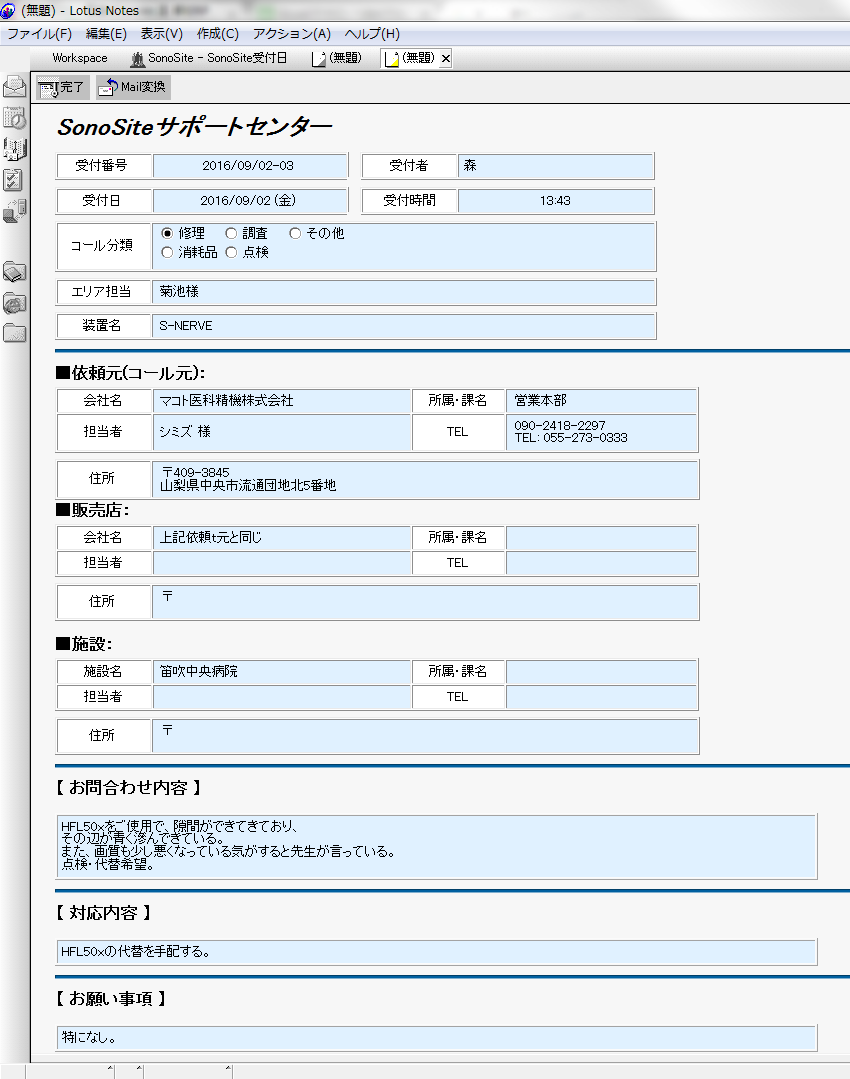 (無題) - Lotus Notes
ファイル(F) 編集(E) 表示(V) 作成(C) アクション(A) ヘルプ(H)
Workspace SonoSite - SonoSite受付日 (無題) (無題)
完了 Mail変換
SonoSiteサポートセンター
受付番号 2016/09/02-03 受付者 森
受付日 2016/09/02 (金) 受付時間 13:43
コール分類 修理 調査 その他
消耗品 点検
エリア担当 菊池様
装置名 S-NERVE
■依頼元(コール元):
会社名 マコト医科精機株式会社 所属・課名 営業本部
担当者 シミズ 様 TEL 090-2418-2297
TEL: 055-273-0333
住所 〒409-3845
山梨県中央市流通団地北5番地
■販売店:
会社名 上記依頼t元と同じ 所属・課名
担当者 TEL
住所 〒
■施設:
施設名 笛吹中央病院 所属・課名
担当者 TEL
住所 〒
【 お問合わせ内容 】
HFL50xをご使用で、隙間ができてきており、
その辺が青く滲んできている。
また、画質も少し悪くなっている気がすると先生が言っている。
点検・代替希望。
【 対応内容 】
HFL50xの代替を手配する。
【 お願い事項 】
特になし。